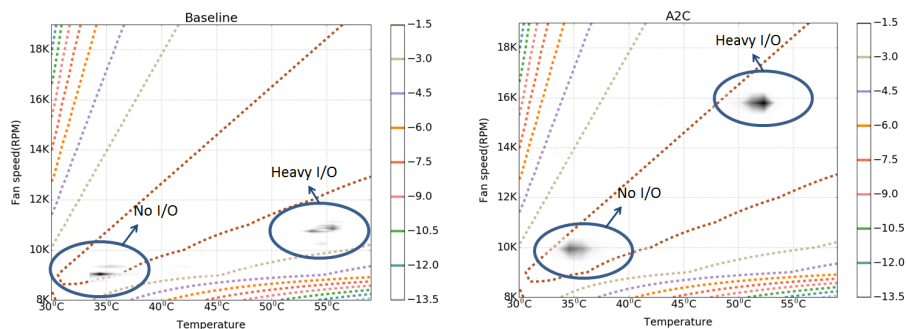 Baseline
18K
16K
14K
12K
10K
8K
Fan speed(RPM)
30°C
35°C
40°C
45°C
50°C
55°C
Temperature
No I/O
Heavy I/O
−1.5
−3.0
−4.5
−6.0
−7.5
−9.0
−10.5
−12.0
−13.5
A2C
18K
16K
14K
12K
10K
8K
Fan speed(RPM)
30°C
35°C
40°C
45°C
50°C
55°C
Temperature
Heavy I/O
No I/O
−1.5
−3.0
−4.5
−6.0
−7.5
−9.0
−10.5
−12.0
−13.5